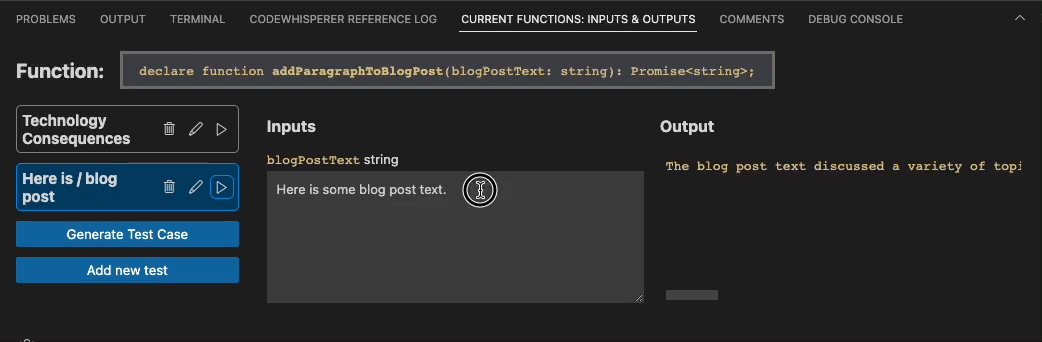 PROBLEMS OUTPUT TERMINAL CODEWHISPERER REFERENCE LOG CURRENT FUNCTIONS: INPUTS & OUTPUTS COMMENTS DEBUG CONSOLE
Function: declare function addParagraphToBlogPost(blogPostText: string): Promise<string>;
Technology
Consequences
Here is / blog
post
Generate Test Case
Add new test
Inputs
blogPostText string
Here is some blog post text.
Output
The blog post text discussed a variety of topi